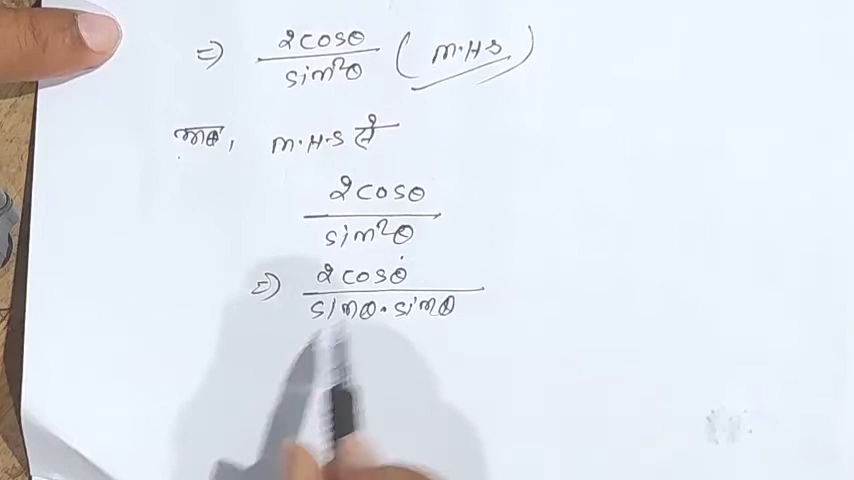 => 2cosθ / sin²θ (M.H.S)
अब, M.H.S से
2cosθ / sin²θ
=> 2cosθ / sinθ.sinθ